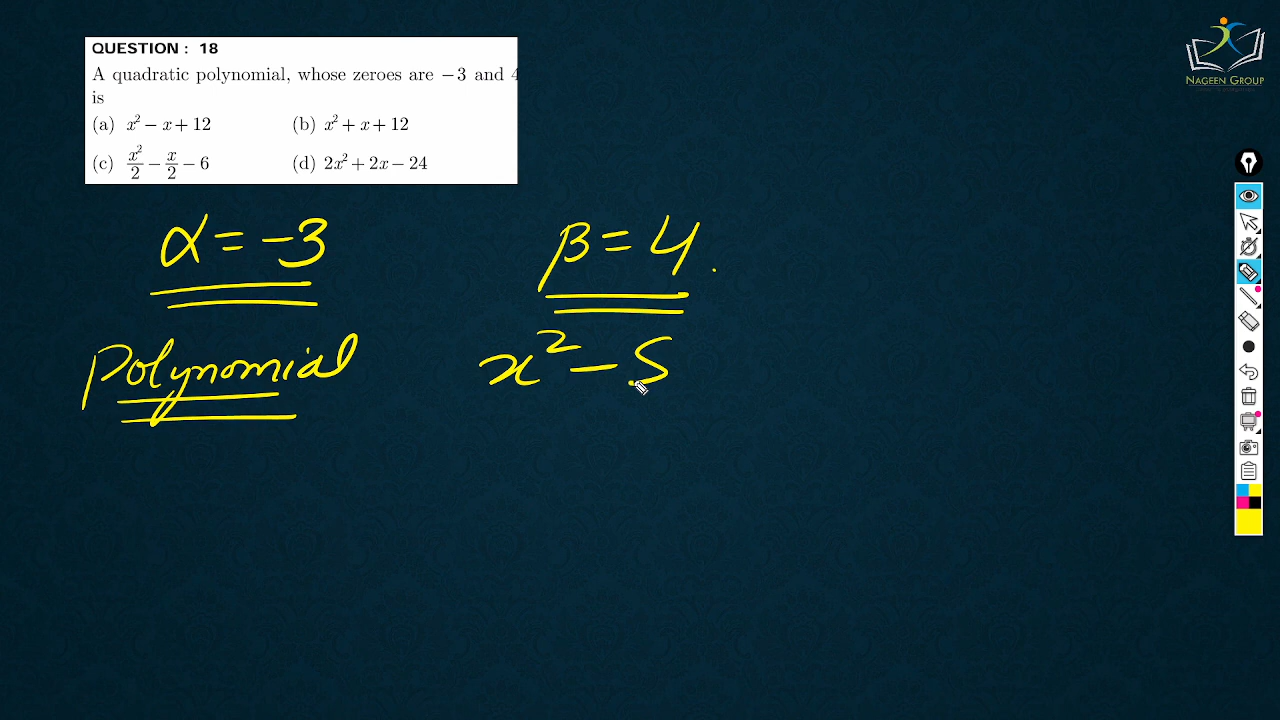 QUESTION : 18
A quadratic polynomial, whose zeroes are −3 and 4
is
(a) x² − x + 12 (b) x² + x + 12
(c) x²/2 − x/2 − 6 (d) 2x² + 2x − 24
NAGEEN GROUP
α = −3 β = 4 .
Polynomial x² − S